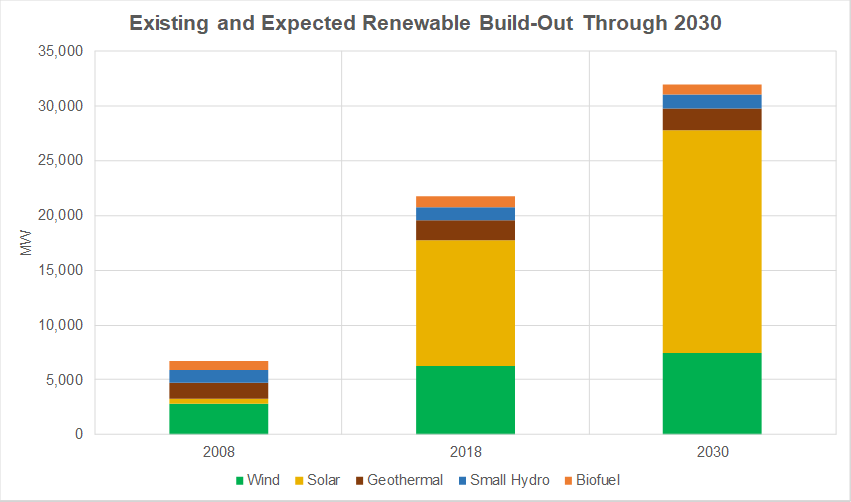 Existing and Expected Renewable Build-Out Through 2030
35,000
30,000
25,000
20,000
15,000
10,000
5,000
0
MW
2008 2018 2030
Wind Solar Geothermal Small Hydro Biofuel